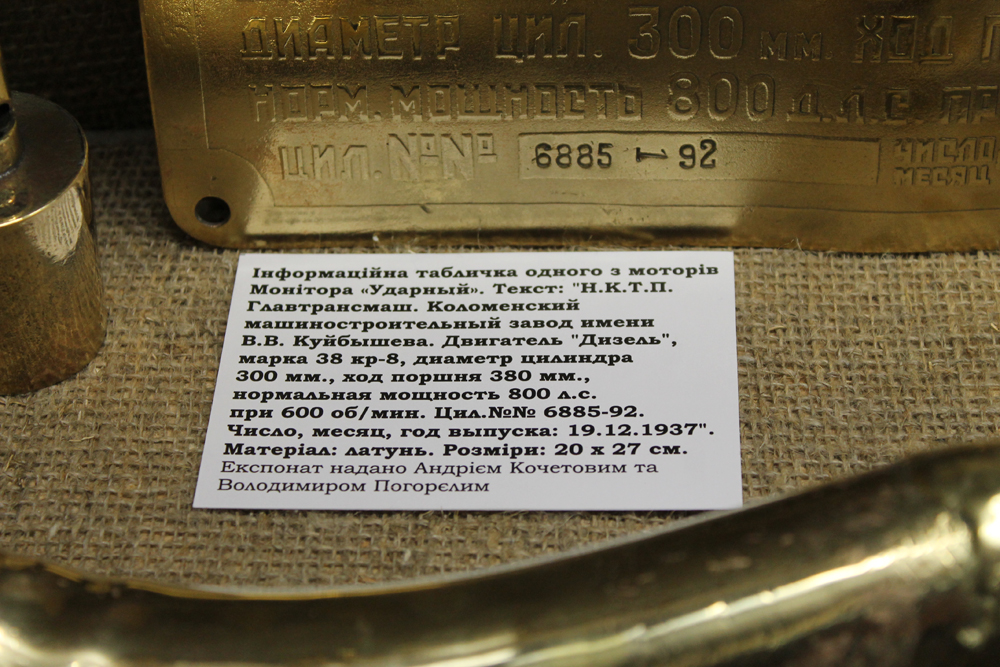 ДИАМЕТР ЦИЛ. 300 мм. ХОД
НОРМ. МОЩНОСТЬ 800 д.л.с.
ЦИЛ. №№ 6885-92 ЧИСЛО
МЕСЯЦ
Інформаційна табличка одного з моторів
Монітора «Ударный». Текст: "Н.К.Т.П.
Главтрансмаш. Коломенский
машиностроительный завод имени
В.В. Куйбышева. Двигатель "Дизель",
марка 38 кр-8, диаметр цилиндра
300 мм., ход поршня 380 мм.,
нормальная мощность 800 л.с.
при 600 об/мин. Цил.№№ 6885-92.
Число, месяц, год выпуска: 19.12.1937".
Матеріал: латунь. Розміри: 20 х 27 см.
Експонат надано Андрієм Кочетовим та
Володимиром Погорєлим